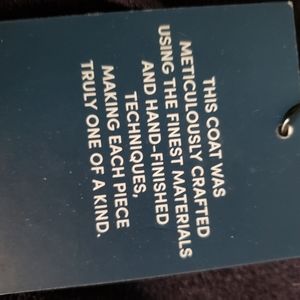 THIS COAT WAS
METICULOUSLY CRAFTED
USING THE FINEST MATERIALS
AND HAND-FINISHED
TECHNIQUES,
MAKING EACH PIECE
TRULY ONE OF A KIND.